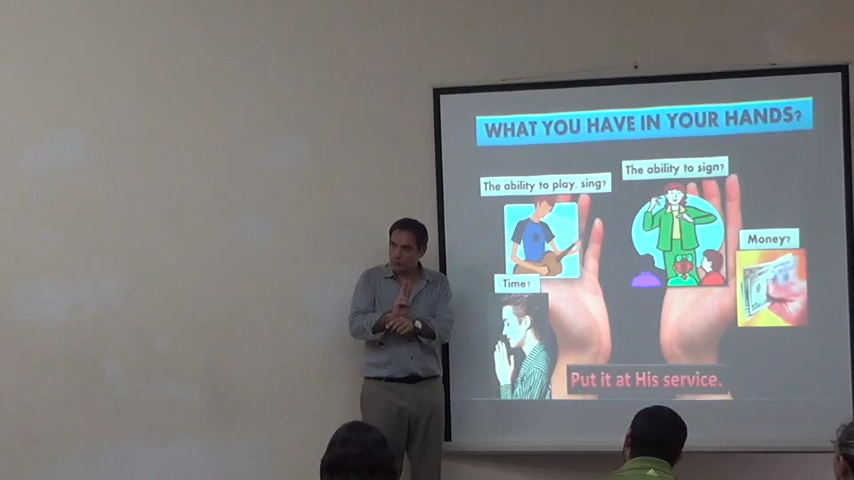 WHAT YOU HAVE IN YOUR HANDS?
The ability to play, sing?
The ability to sign?
Money?
Time?
Put it at His service.